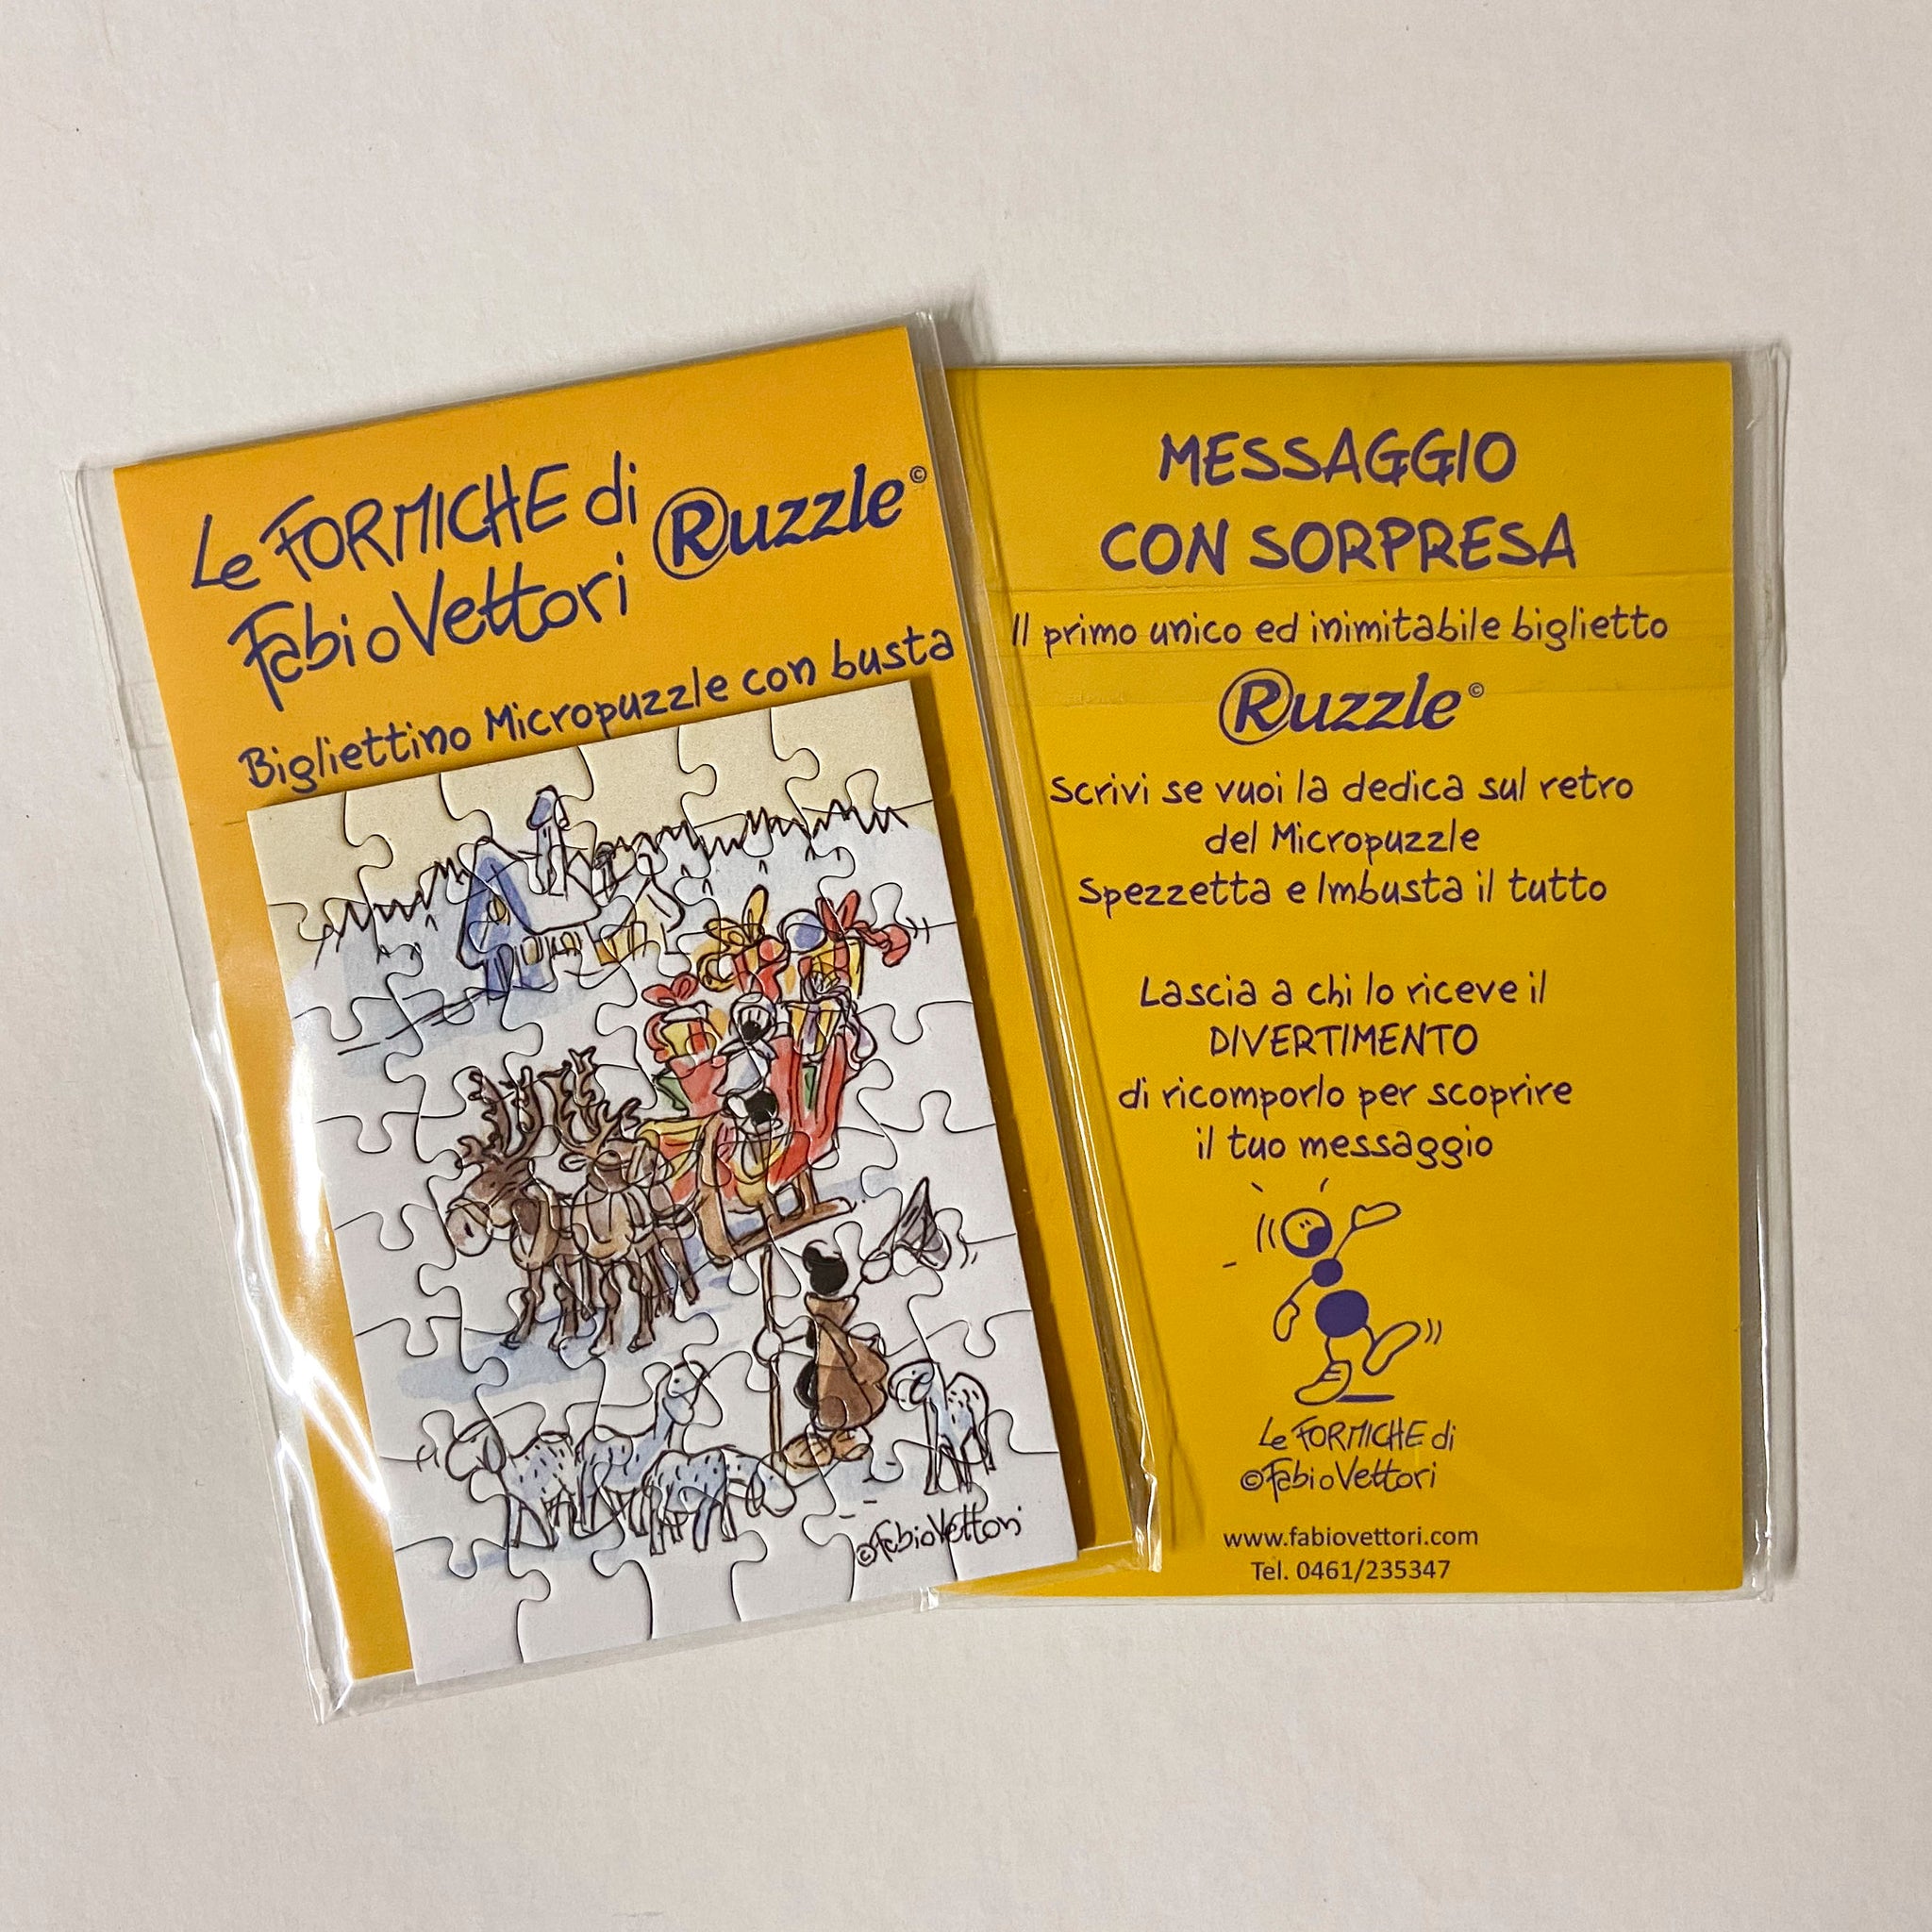 Le FORMICHE di
Fabio Vettori
Ruzzle©
Bigliettino Micropuzzle con busta
©Fabio Vettori
MESSAGGIO
CON SORPRESA
Il primo unico ed inimitabile biglietto
Ruzzle©
Scrivi se vuoi la dedica sul retro
del Micropuzzle
Spezzetta e Imbusta il tutto
Lascia a chi lo riceve il
DIVERTIMENTO
di ricomporlo per scoprire
il tuo messaggio
Le FORMICHE di
©Fabio Vettori
www.fabiovettori.com
Tel. 0461/235347